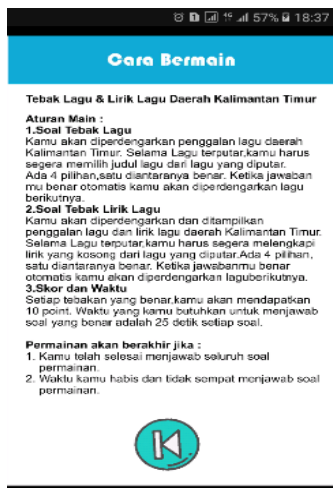 57% 18:37
Cara Bermain
Tebak Lagu & Lirik Lagu Daerah Kalimantan Timur
Aturan Main :
1.Soal Tebak Lagu
Kamu akan diperdengarkan penggalan lagu daerah
Kalimantan Timur. Selama Lagu terputar,kamu harus
segera memilih judul lagu dari lagu yang diputar.
Ada 4 pilihan,satu diantaranya benar. Ketika jawaban
mu benar otomatis kamu akan diperdengarkan lagu
berikutnya.
2.Soal Tebak Lirik Lagu
Kamu akan diperdengarkan dan ditampilkan
penggalan lagu dan lirik lagu daerah Kalimantan Timur.
Selama Lagu terputar,kamu harus segera melengkapi
lirik yang kosong dari lagu yang diputar.Ada 4 pilihan,
satu diantaranya benar. Ketika jawabanmu benar
otomatis kamu akan diperdengarkan laguberikutnya.
3.Skor dan Waktu
Setiap tebakan yang benar,kamu akan mendapatkan
10 point. Waktu yang kamu butuhkan untuk menjawab
soal yang benar adalah 25 detik setiap soal.
Permainan akan berakhir jika :
1. Kamu telah selesai menjawab seluruh soal
permainan.
2. Waktu kamu habis dan tidak sempat menjawab soal
permainan.